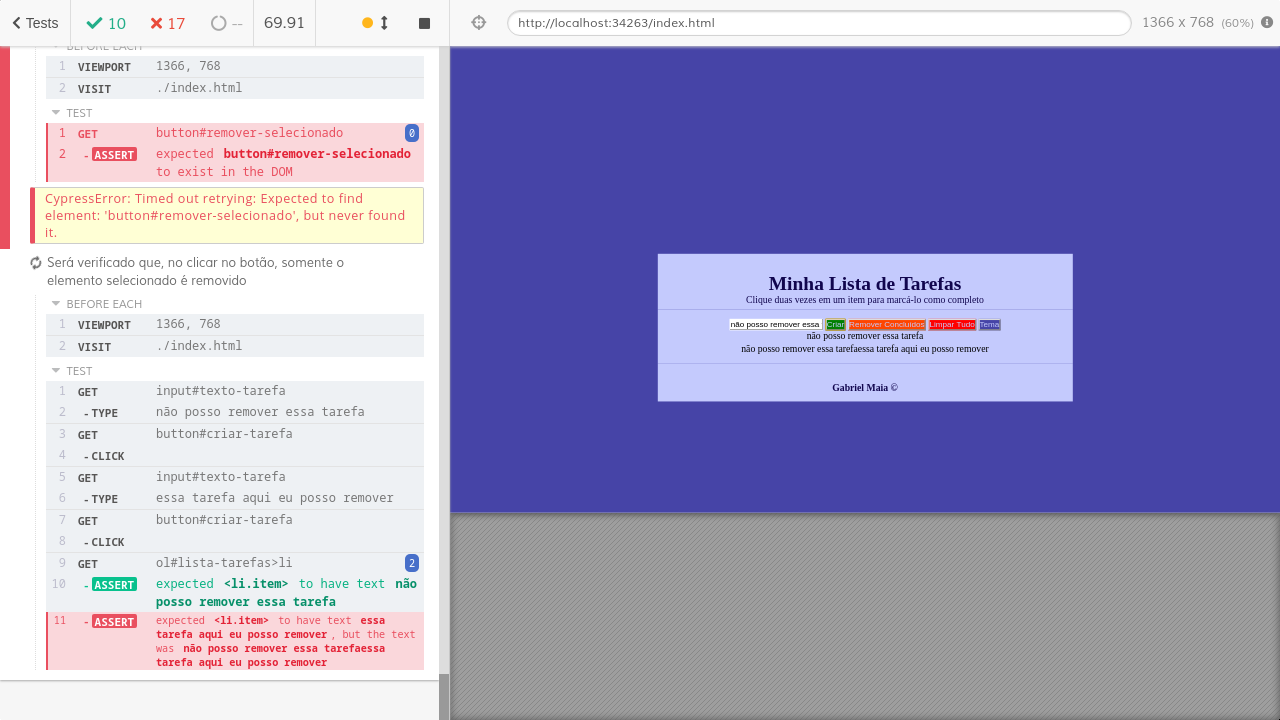 Tests
10
17
--
69.91
http://localhost:34263/index.html
1366 x 768 (60%)
BEFORE EACH
1 VIEWPORT 1366, 768
2 VISIT ./index.html
TEST
1 GET button#remover-selecionado 0
2 -ASSERT expected button#remover-selecionado
to exist in the DOM
CypressError: Timed out retrying: Expected to find
element: 'button#remover-selecionado', but never found
it.
Será verificado que, no clicar no botão, somente o
elemento selecionado é removido
BEFORE EACH
1 VIEWPORT 1366, 768
2 VISIT ./index.html
TEST
1 GET input#texto-tarefa
2 -TYPE não posso remover essa tarefa
3 GET button#criar-tarefa
4 -CLICK
5 GET input#texto-tarefa
6 -TYPE essa tarefa aqui eu posso remover
7 GET button#criar-tarefa
8 -CLICK
9 GET ol#lista-tarefas>li 2
10 -ASSERT expected <li.item> to have text não
posso remover essa tarefa
11 -ASSERT expected <li.item> to have text essa
tarefa aqui eu posso remover, but the text
was não posso remover essa tarefaessa
tarefa aqui eu posso remover
Minha Lista de Tarefas
Clique duas vezes em um item para marcá-lo como completo
não posso remover essa Criar Remover Concluidos Limpar Tudo Tema
não posso remover essa tarefa
não posso remover essa tarefaessa tarefa aqui eu posso remover
Gabriel Maia ©